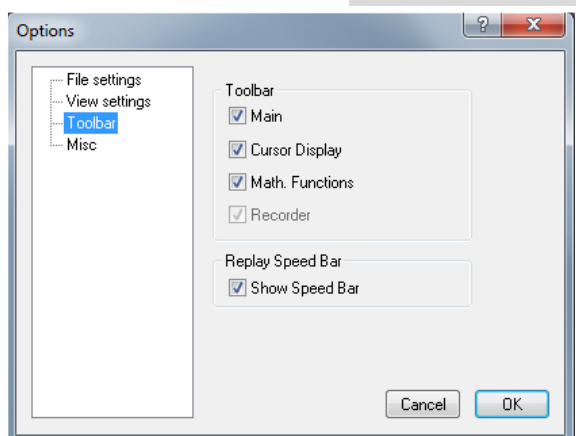 Options
File settings
View settings
Toolbar
Misc
Toolbar
Main
Cursor Display
Math. Functions
Recorder
Replay Speed Bar
Show Speed Bar
Cancel
OK